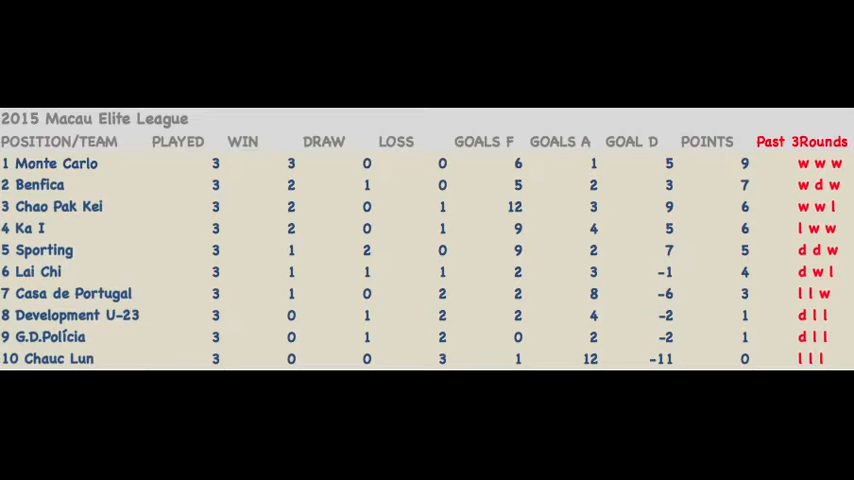 2015 Macau Elite League
POSITION/TEAM PLAYED WIN DRAW LOSS GOALS F GOALS A GOAL D POINTS Past 3Rounds
1 Monte Carlo 3 3 0 0 6 1 5 9 w w w
2 Benfica 3 2 1 0 5 2 3 7 w d w
3 Chao Pak Kei 3 2 0 1 12 3 9 6 w w l
4 Ka I 3 2 0 1 9 4 5 6 l w w
5 Sporting 3 1 2 0 9 2 7 5 d d w
6 Lai Chi 3 1 1 1 2 3 -1 4 d w l
7 Casa de Portugal 3 1 0 2 2 8 -6 3 l l w
8 Development U-23 3 0 1 2 2 4 -2 1 d l l
9 G.D.Polícia 3 0 1 2 0 2 -2 1 d l l
10 Chauc Lun 3 0 0 3 1 12 -11 0 l l l